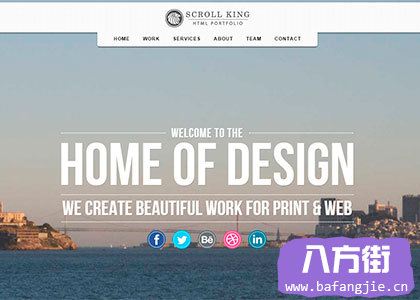 SCROLL KING
HTML PORTFOLIO
HOME WORK SERVICES ABOUT TEAM CONTACT
WELCOME TO THE
HOME OF DESIGN
WE CREATE BEAUTIFUL WORK FOR PRINT & WEB
f Bē in
八方街
www.bafangjie.cn